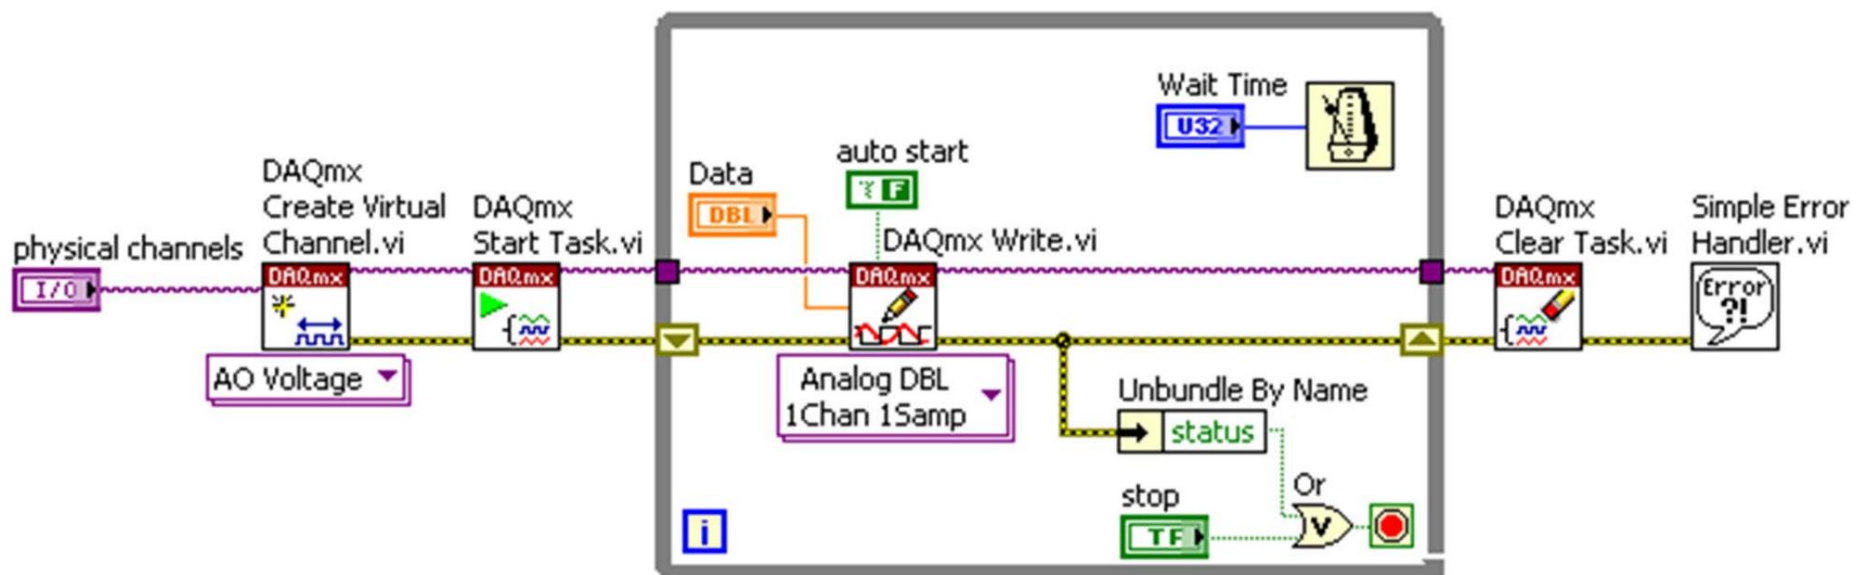 physical channels
I/O
DAQmx
Create Virtual
Channel.vi
DAQmx
AO Voltage
DAQmx
Start Task.vi
DAQmx
Data
DBL
auto start
F
DAQmx Write.vi
DAQmx
Analog DBL
1Chan 1Samp
Wait Time
U32
Unbundle By Name
status
stop
TF
Or
V
i
DAQmx
Clear Task.vi
DAQmx
Simple Error
Handler.vi
Error
?!